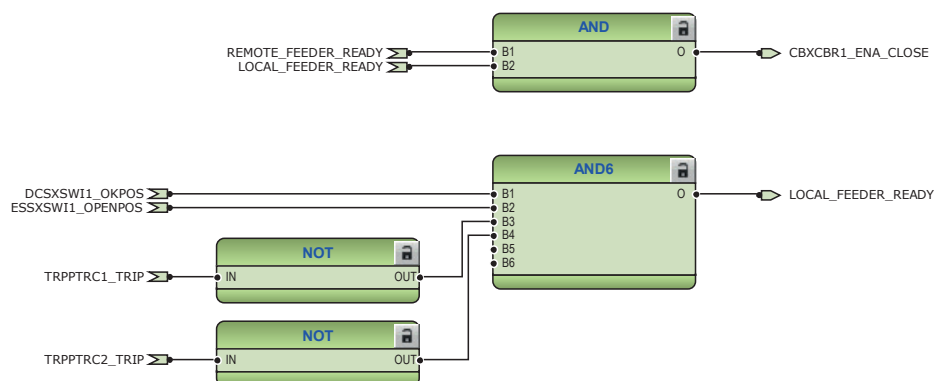 AND
REMOTE_FEEDER_READY B1 O CBXCBR1_ENA_CLOSE
LOCAL_FEEDER_READY B2
AND6
DCSXSWI1_OKPOS B1 O LOCAL_FEEDER_READY
ESSXSWI1_OPENPOS B2
B3
B4
B5
B6
NOT
TRPPTRC1_TRIP IN OUT
NOT
TRPPTRC2_TRIP IN OUT